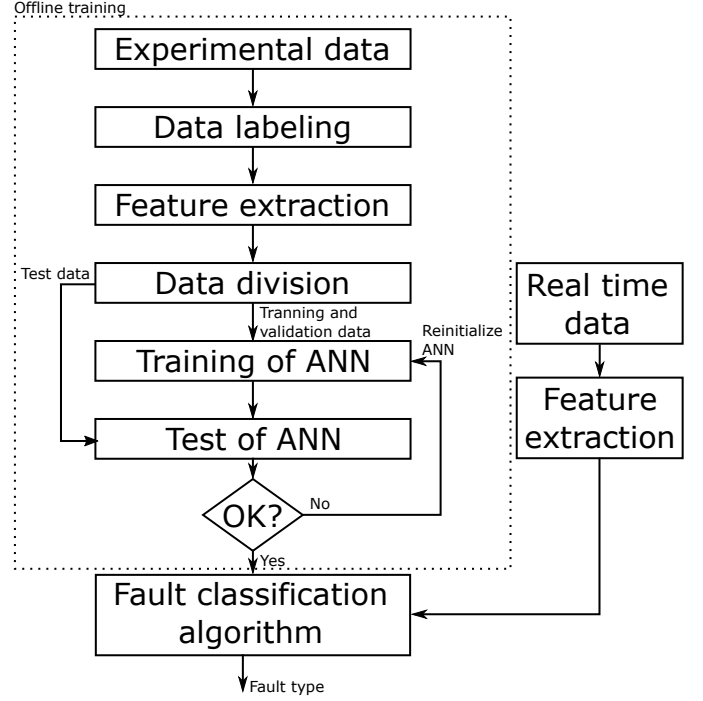 Offline training
Experimental data
Data labeling
Feature extraction
Test data
Data division
Tranning and
validation data
Reinitialize
ANN
Training of ANN
Test of ANN
OK?
No
Yes
Real time
data
Feature
extraction
Fault classification
algorithm
Fault type